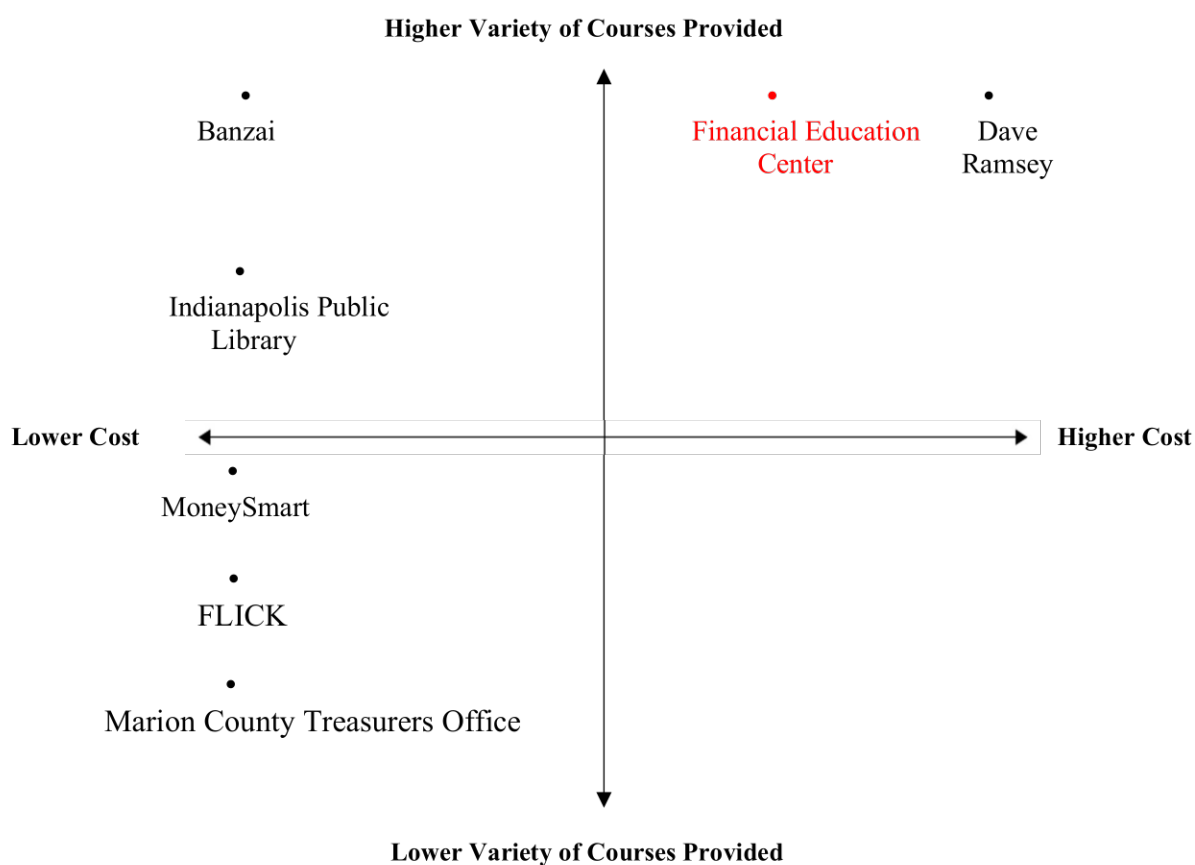 Higher Variety of Courses Provided
Banzai
Financial Education
Center
Dave
Ramsey
Indianapolis Public
Library
Lower Cost
Higher Cost
MoneySmart
FLICK
Marion County Treasurers Office
Lower Variety of Courses Provided